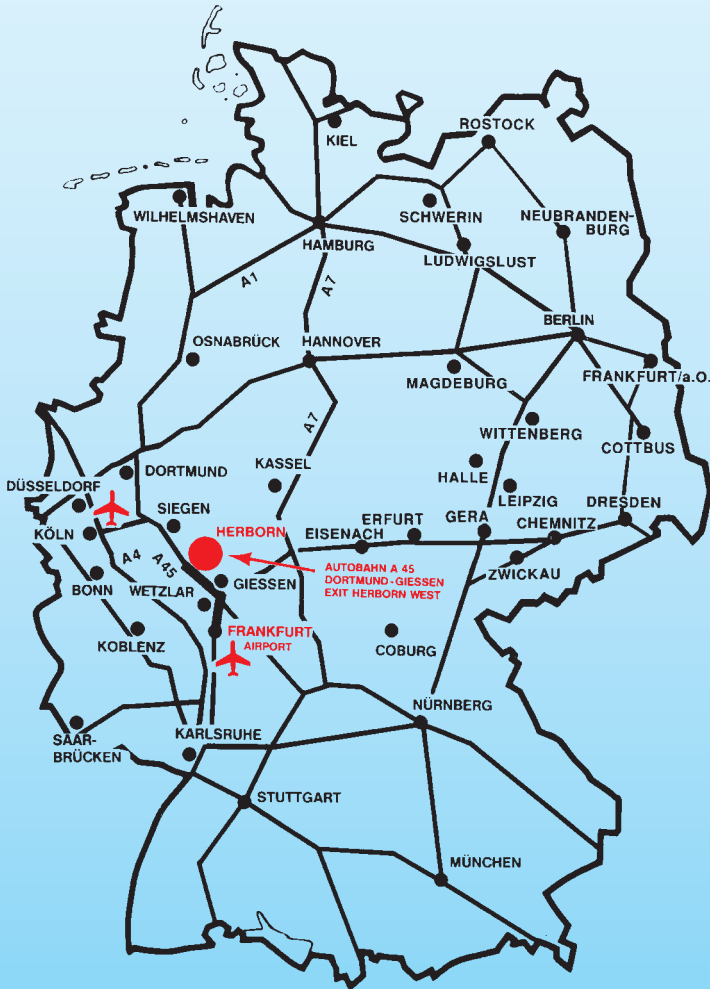 ROSTOCK
KIEL
WILHELMSHAVEN
SCHWERIN
NEUBRANDEN-
BURG
HAMBURG
LUDWIGSLUST
A1
A7
BERLIN
OSNABRÜCK
HANNOVER
MAGDEBURG
FRANKFURT/a.O.
A7
WITTENBERG
COTTBUS
DORTMUND
KASSEL
HALLE
DÜSSELDORF
LEIPZIG
SIEGEN
DRESDEN
KÖLN
HERBORN
EISENACH
ERFURT
GERA
CHEMNITZ
A4
A45
AUTOBAHN A 45
DORTMUND-GIESSEN
EXIT HERBORN WEST
ZWICKAU
BONN
WETZLAR
GIESSEN
KOBLENZ
FRANKFURT
AIRPORT
COBURG
NÜRNBERG
SAAR-
BRÜCKEN
KARLSRUHE
STUTTGART
MÜNCHEN